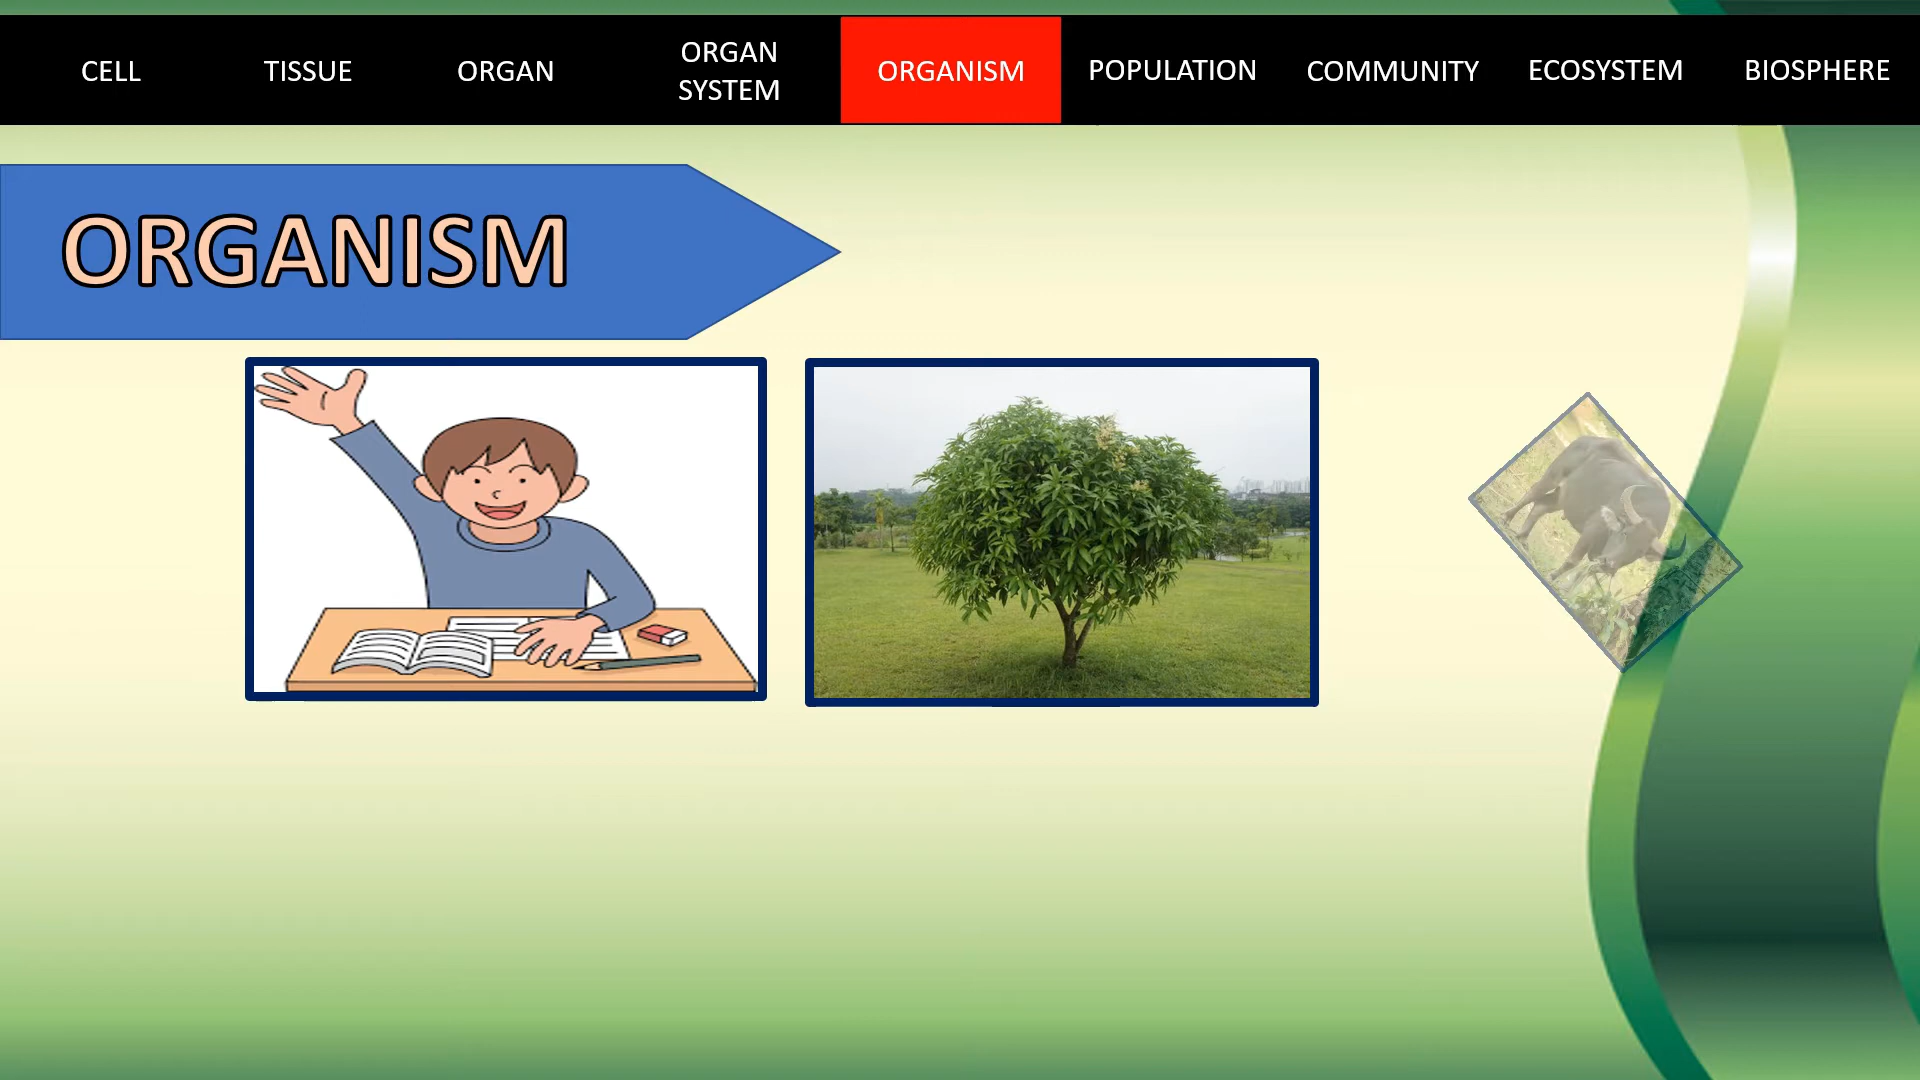 CELL
TISSUE
ORGAN
ORGAN
SYSTEM
ORGANISM
POPULATION
COMMUNITY
ECOSYSTEM
BIOSPHERE
ORGANISM